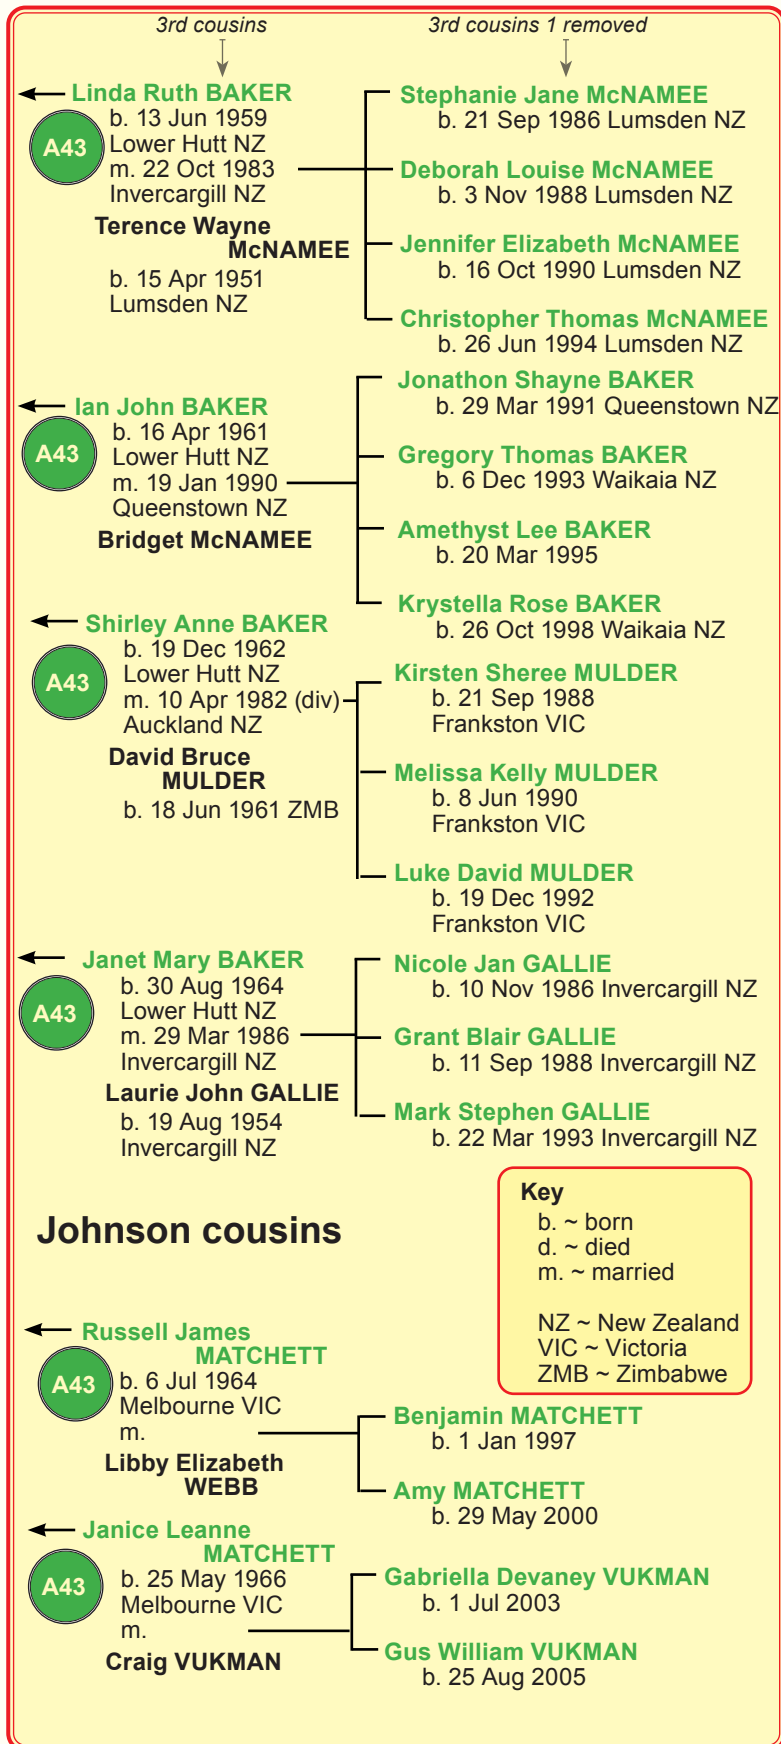 3rd cousins
3rd cousins 1 removed
Linda Ruth BAKER
A43
b. 13 Jun 1959
Lower Hutt NZ
m. 22 Oct 1983
Invercargill NZ
Terence Wayne
McNAMEE
b. 15 Apr 1951
Lumsden NZ
Stephanie Jane McNAMEE
b. 21 Sep 1986 Lumsden NZ
Deborah Louise McNAMEE
b. 3 Nov 1988 Lumsden NZ
Jennifer Elizabeth McNAMEE
b. 16 Oct 1990 Lumsden NZ
Christopher Thomas McNAMEE
b. 26 Jun 1994 Lumsden NZ
Ian John BAKER
A43
b. 16 Apr 1961
Lower Hutt NZ
m. 19 Jan 1990
Queenstown NZ
Bridget McNAMEE
Jonathon Shayne BAKER
b. 29 Mar 1991 Queenstown NZ
Gregory Thomas BAKER
b. 6 Dec 1993 Waikaia NZ
Amethyst Lee BAKER
b. 20 Mar 1995
Krystella Rose BAKER
b. 26 Oct 1998 Waikaia NZ
Shirley Anne BAKER
A43
b. 19 Dec 1962
Lower Hutt NZ
m. 10 Apr 1982 (div)
Auckland NZ
David Bruce
MULDER
b. 18 Jun 1961 ZMB
Kirsten Sheree MULDER
b. 21 Sep 1988
Frankston VIC
Melissa Kelly MULDER
b. 8 Jun 1990
Frankston VIC
Luke David MULDER
b. 19 Dec 1992
Frankston VIC
Janet Mary BAKER
A43
b. 30 Aug 1964
Lower Hutt NZ
m. 29 Mar 1986
Invercargill NZ
Laurie John GALLIE
b. 19 Aug 1954
Invercargill NZ
Nicole Jan GALLIE
b. 10 Nov 1986 Invercargill NZ
Grant Blair GALLIE
b. 11 Sep 1988 Invercargill NZ
Mark Stephen GALLIE
b. 22 Mar 1993 Invercargill NZ
Key
b. ~ born
d. ~ died
m. ~ married
NZ ~ New Zealand
VIC ~ Victoria
ZMB ~ Zimbabwe
Johnson cousins
Russell James
MATCHETT
A43
b. 6 Jul 1964
Melbourne VIC
m.
Libby Elizabeth
WEBB
Benjamin MATCHETT
b. 1 Jan 1997
Amy MATCHETT
b. 29 May 2000
Janice Leanne
MATCHETT
A43
b. 25 May 1966
Melbourne VIC
m.
Craig VUKMAN
Gabriella Devaney VUKMAN
b. 1 Jul 2003
Gus William VUKMAN
b. 25 Aug 2005